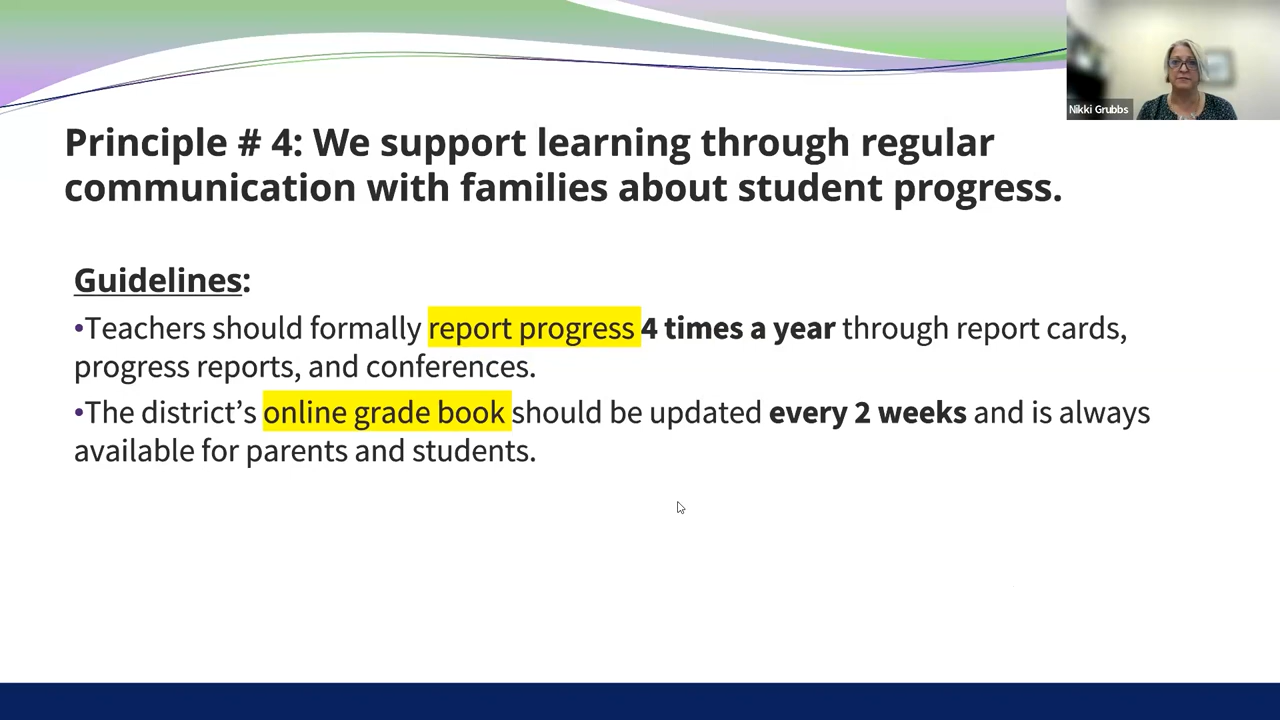 Nikki Grubbs
Principle # 4: We support learning through regular
communication with families about student progress.
Guidelines:
•Teachers should formally report progress 4 times a year through report cards,
progress reports, and conferences.
•The district’s online grade book should be updated every 2 weeks and is always
available for parents and students.